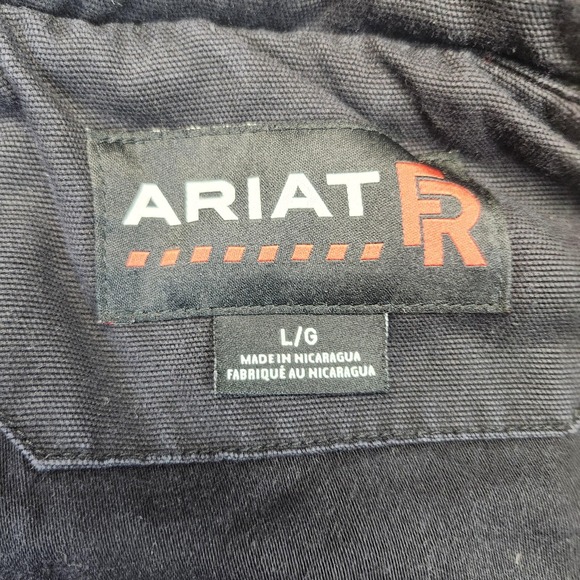 ARIAT FR
L/G
MADE IN NICARAGUA
FABRIQUÉ AU NICARAGUA